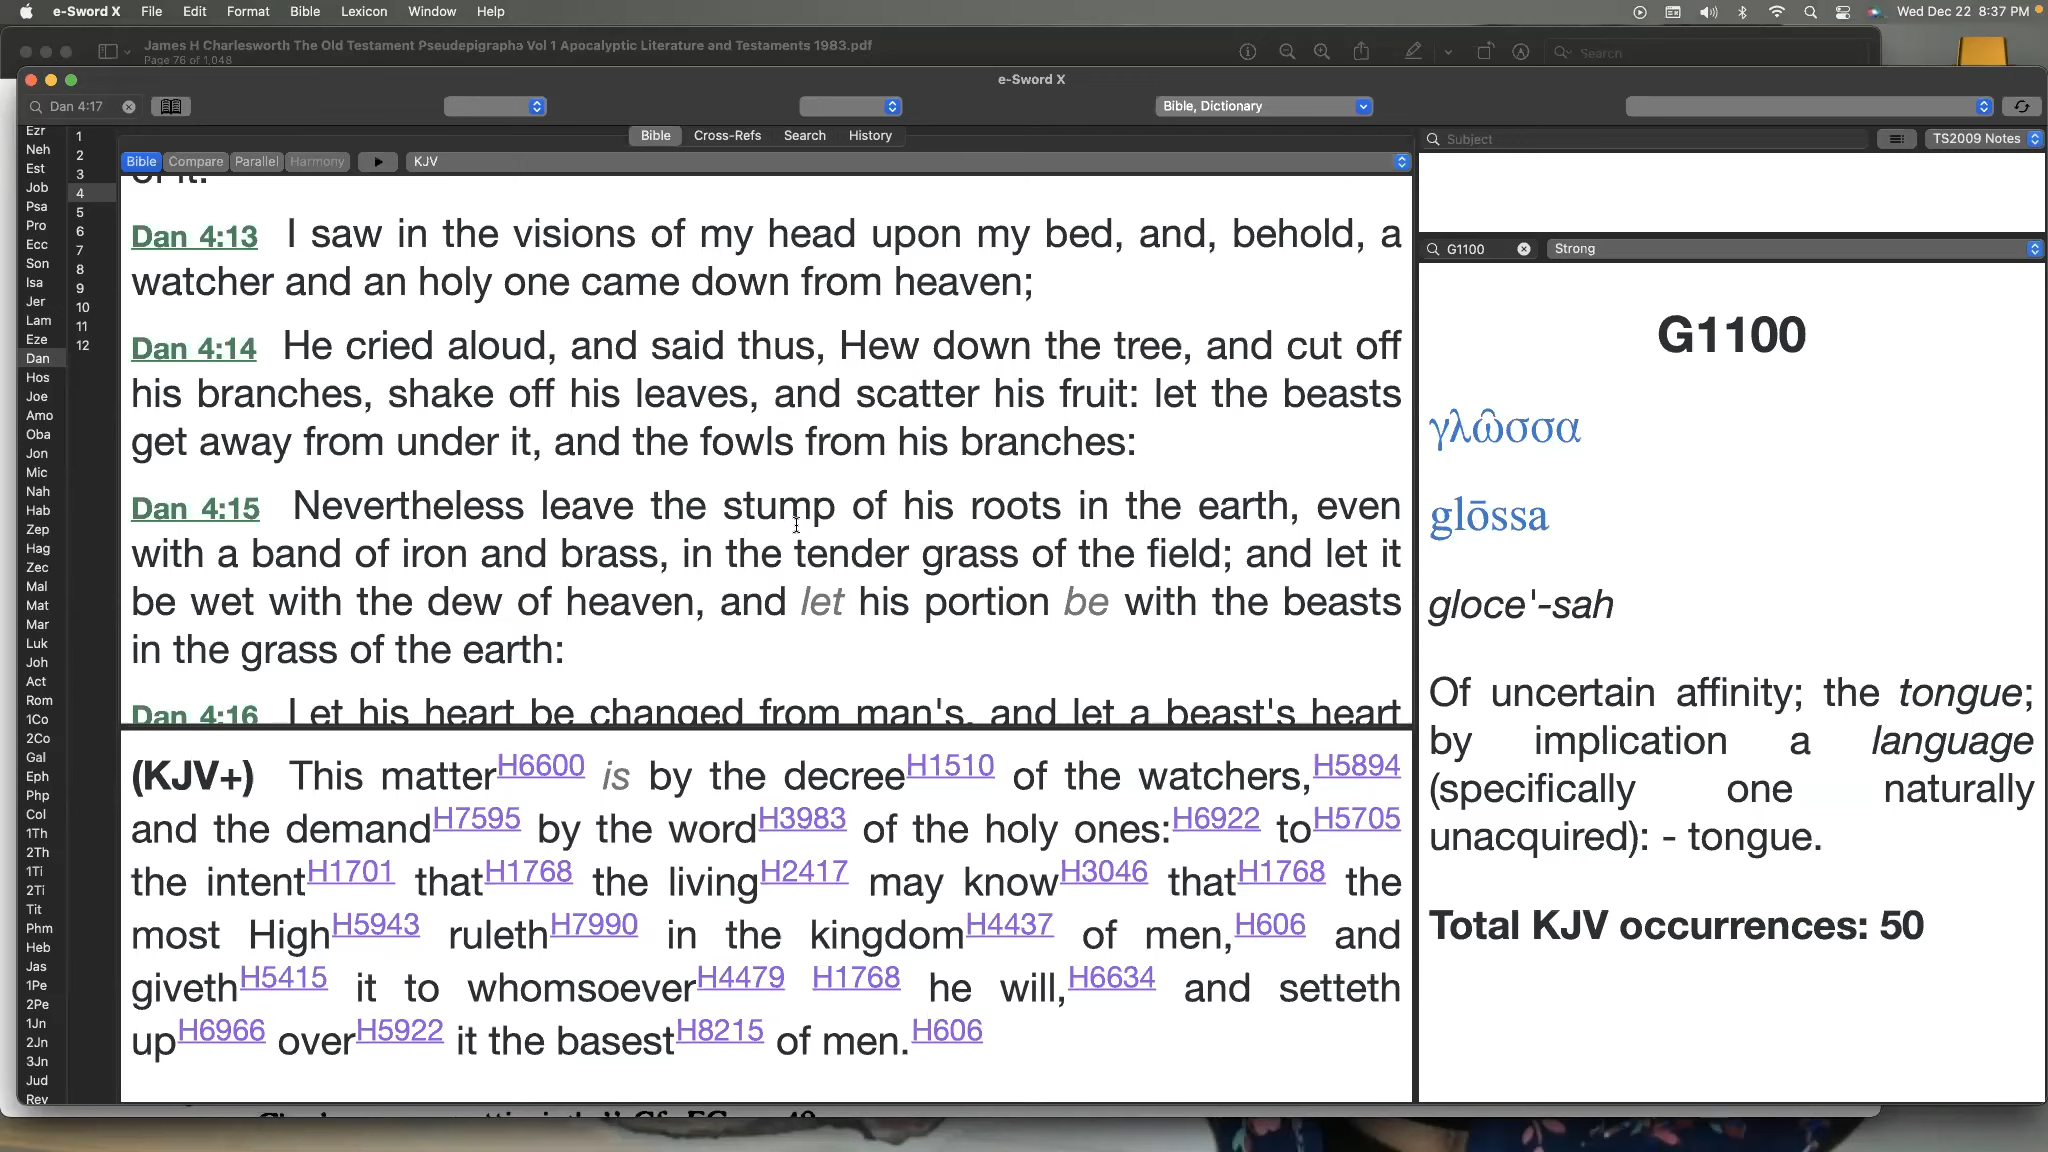 e-Sword X File Edit Format Bible Lexicon Window Help Wed Dec 22 8:37 PM
James H Charlesworth The Old Testament Pseudepigrapha Vol 1 Apocalyptic Literature and Testaments 1983.pdf
Page 76 of 1,048
Search
e-Sword X
Dan 4:17
Bible, Dictionary
Bible Cross-Refs Search History
Bible Compare Parallel Harmony KJV
Subject
TS2009 Notes
Ezr
Neh
Est
Job
Psa
Pro
Ecc
Son
Isa
Jer
Lam
Eze
Dan
Hos
Joe
Amo
Oba
Jon
Mic
Nah
Hab
Zep
Hag
Zec
Mal
Mat
Mar
Luk
Joh
Act
Rom
1Co
2Co
Gal
Eph
Php
Col
1Th
2Th
1Ti
2Ti
Tit
Phm
Heb
Jas
1Pe
2Pe
1Jn
2Jn
3Jn
Jud
Rev
1
2
3
4
5
6
7
8
9
10
11
12
of it.
Dan 4:13 I saw in the visions of my head upon my bed, and, behold, a
watcher and an holy one came down from heaven;
Dan 4:14 He cried aloud, and said thus, Hew down the tree, and cut off
his branches, shake off his leaves, and scatter his fruit: let the beasts
get away from under it, and the fowls from his branches:
Dan 4:15 Nevertheless leave the stump of his roots in the earth, even
with a band of iron and brass, in the tender grass of the field; and let it
be wet with the dew of heaven, and let his portion be with the beasts
in the grass of the earth:
Dan 4:16 Let his heart be changed from man's, and let a beast's heart
(KJV+) This matterH6600 is by the decreeH1510 of the watchers,H5894
and the demandH7595 by the wordH3983 of the holy ones:H6922 toH5705
the intentH1701 thatH1768 the livingH2417 may knowH3046 thatH1768 the
most HighH5943 rulethH7990 in the kingdomH4437 of men,H606 and
givethH5415 it to whomsoeverH4479 H1768 he will,H6634 and setteth
upH6966 overH5922 it the basestH8215 of men.H606
G1100
Strong
G1100
γλῶσσα
glōssa
gloce'-sah
Of uncertain affinity; the tongue;
by implication a language
(specifically one naturally
unacquired): - tongue.
Total KJV occurrences: 50